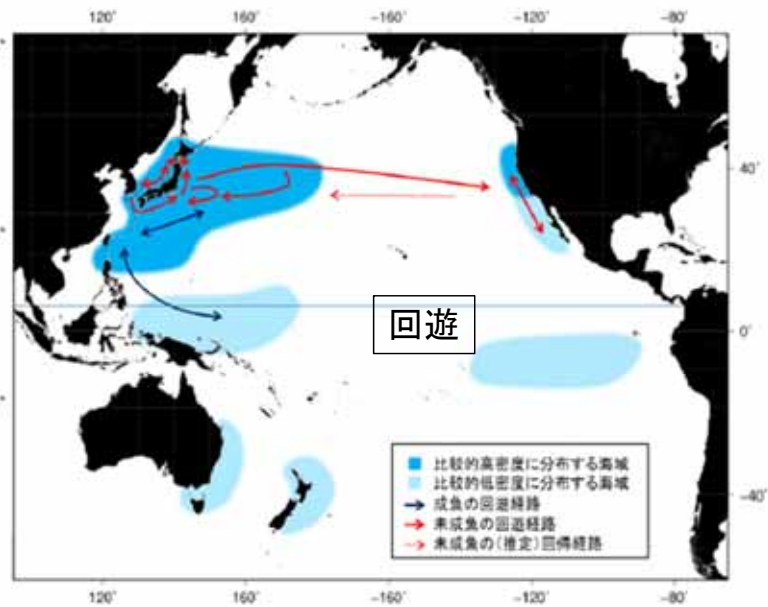 120° 160° -160° -120° -80°
40°
回遊
0°
比較的高密度に分布する海域
比較的低密度に分布する海域
成魚の回遊経路
未成魚の回遊経路
未成魚の(推定)回帰経路
-40°
120° 160° -160° -120° -80°